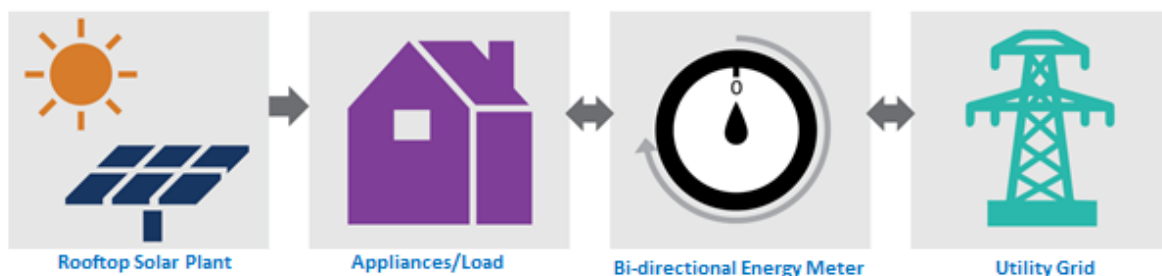 0
Rooftop Solar Plant
Appliances/Load
Bi-directional Energy Meter
Utility Grid